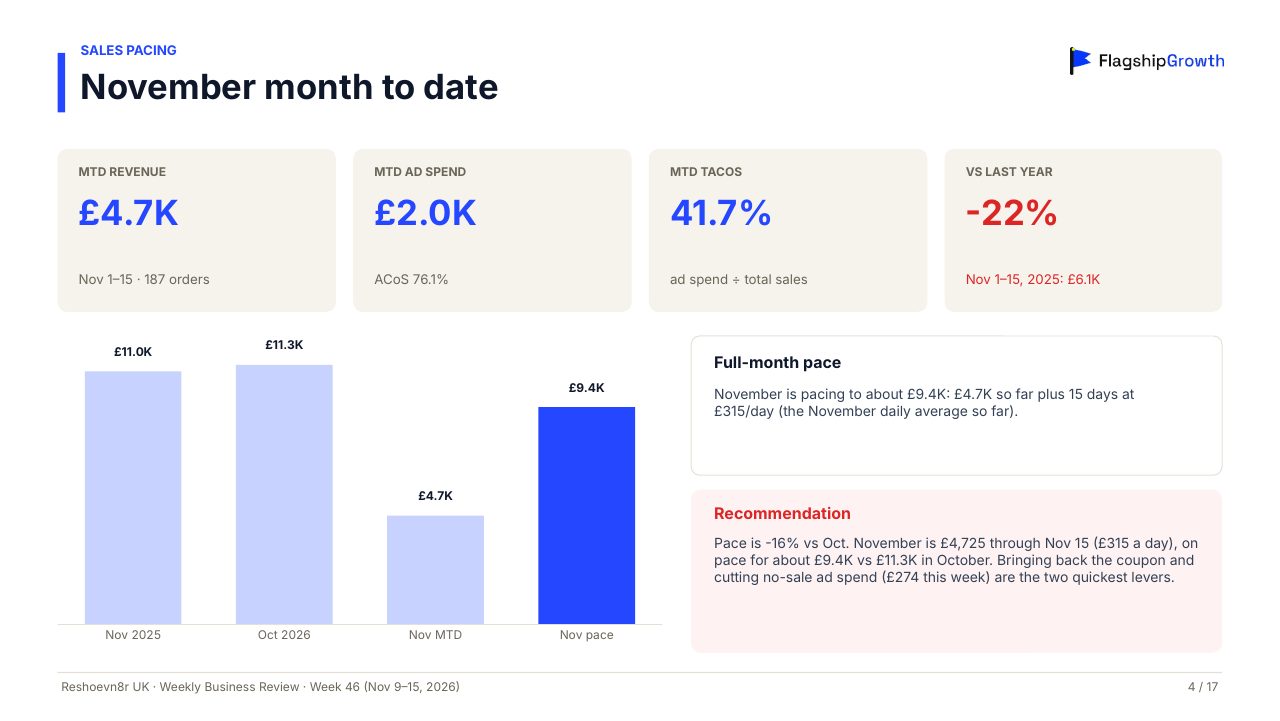 SALES PACING
November month to date
FlagshipGrowth
MTD REVENUE
£4.7K
Nov 1–15 · 187 orders
MTD AD SPEND
£2.0K
ACoS 76.1%
MTD TACOS
41.7%
ad spend ÷ total sales
VS LAST YEAR
-22%
Nov 1–15, 2025: £6.1K
£11.0K
£11.3K
£4.7K
£9.4K
Nov 2025
Oct 2026
Nov MTD
Nov pace
Full-month pace
November is pacing to about £9.4K: £4.7K so far plus 15 days at
£315/day (the November daily average so far).
Recommendation
Pace is -16% vs Oct. November is £4,725 through Nov 15 (£315 a day), on
pace for about £9.4K vs £11.3K in October. Bringing back the coupon and
cutting no-sale ad spend (£274 this week) are the two quickest levers.
Reshoevn8r UK · Weekly Business Review · Week 46 (Nov 9–15, 2026)
4 / 17